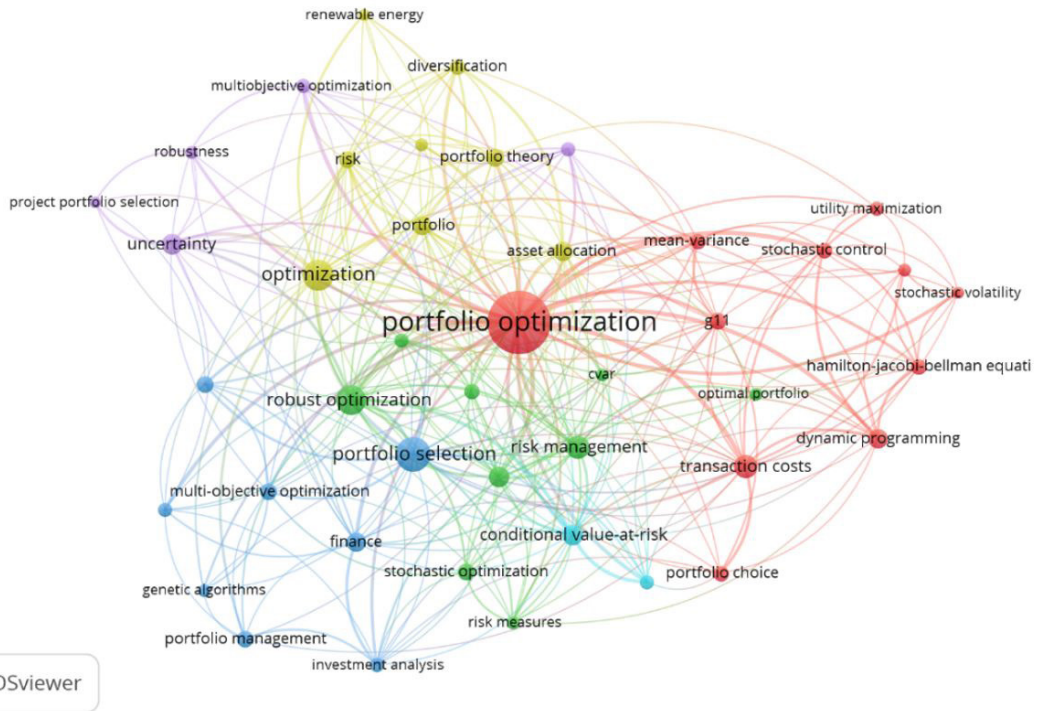 renewable energy
diversification
multiobjective optimization
robustness
risk
portfolio theory
project portfolio selection
utility maximization
portfolio
uncertainty
mean-variance
asset allocation
stochastic control
optimization
stochastic volatility
portfolio optimization
g11
hamilton-jacobi-bellman equati
cvar
optimal portfolio
robust optimization
dynamic programming
risk management
portfolio selection
transaction costs
multi-objective optimization
conditional value-at-risk
finance
stochastic optimization
portfolio choice
genetic algorithms
risk measures
portfolio management
investment analysis
OSviewer